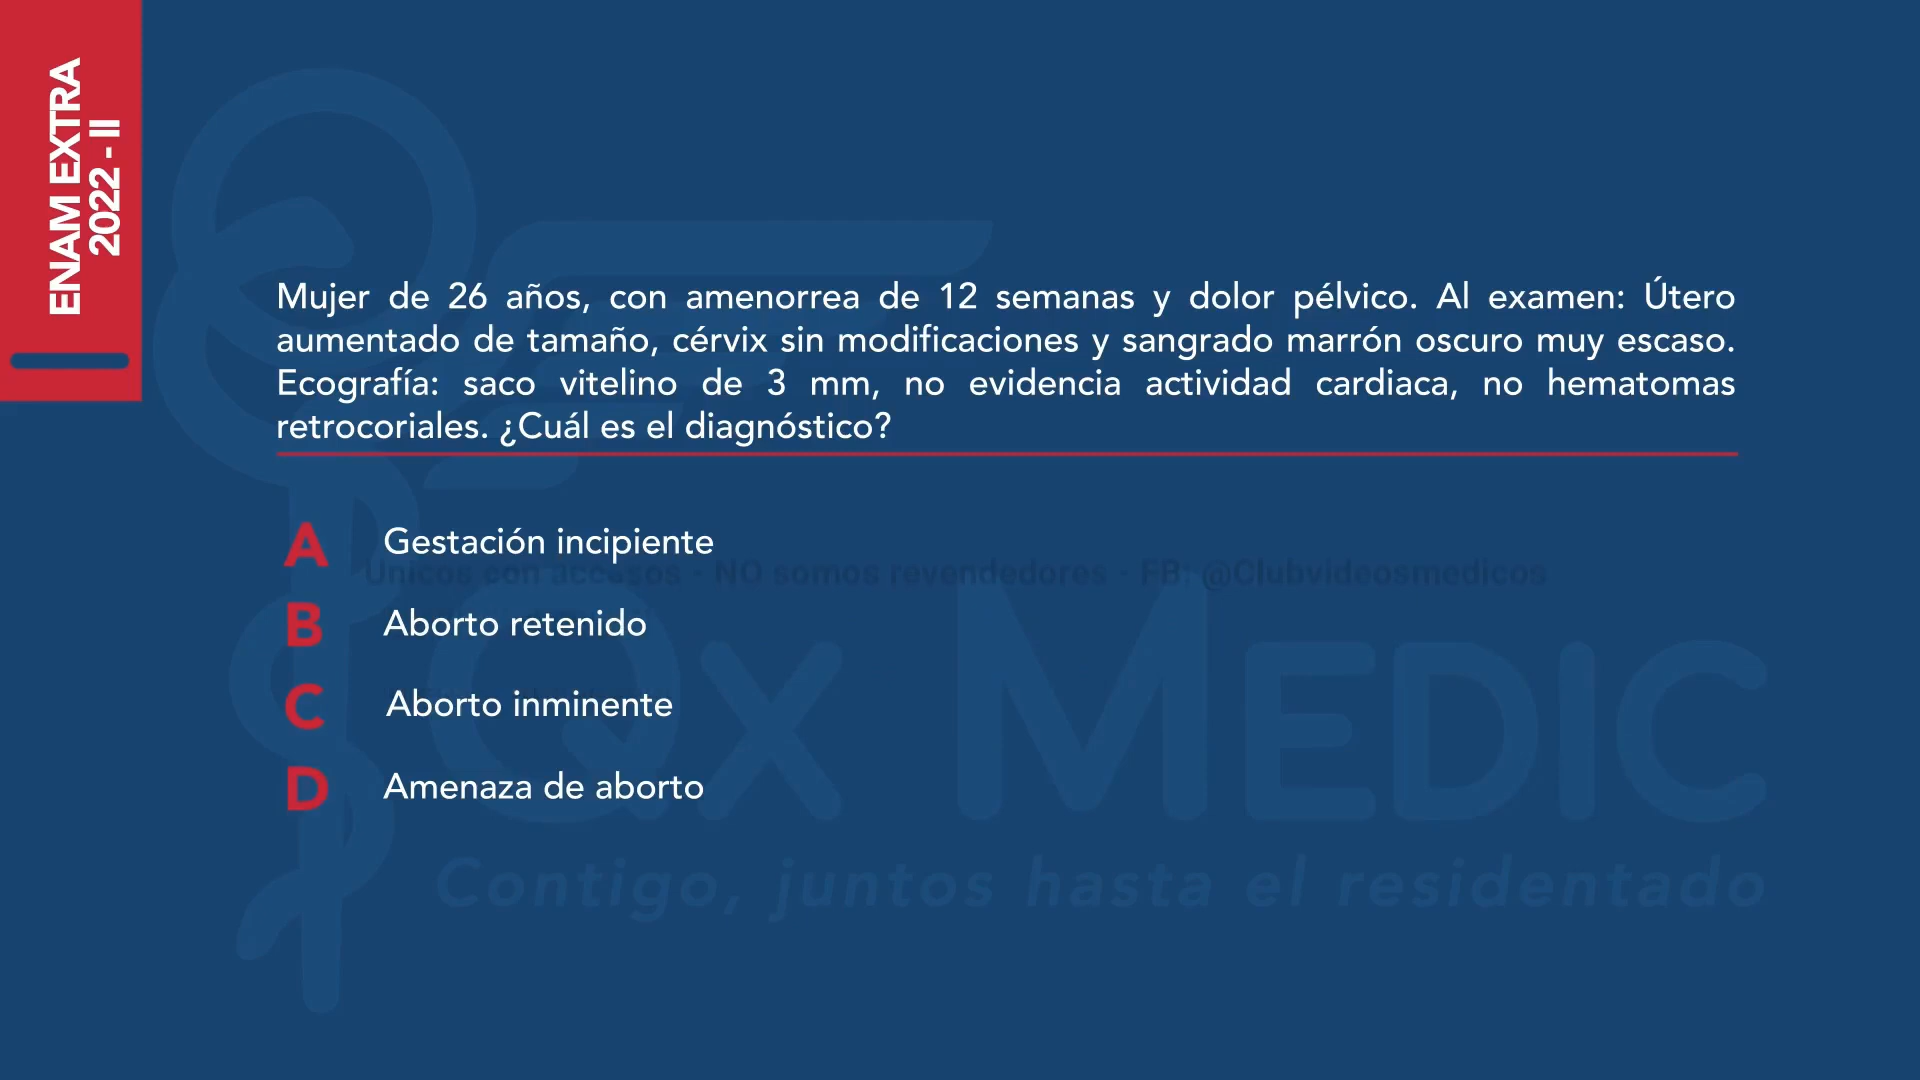 ENAM EXTRA
2022 - II
Mujer de 26 años, con amenorrea de 12 semanas y dolor pélvico. Al examen: Útero
aumentado de tamaño, cérvix sin modificaciones y sangrado marrón oscuro muy escaso.
Ecografía: saco vitelino de 3 mm, no evidencia actividad cardiaca, no hematomas
retrocoriales. ¿Cuál es el diagnóstico?
A Gestación incipiente
Unicos con accesos · NO somos revendedores · FB: @Clubvideosmedicos
B Aborto retenido
C Aborto inminente
D Amenaza de aborto
QX MEDIC
Contigo, juntos hasta el residentado